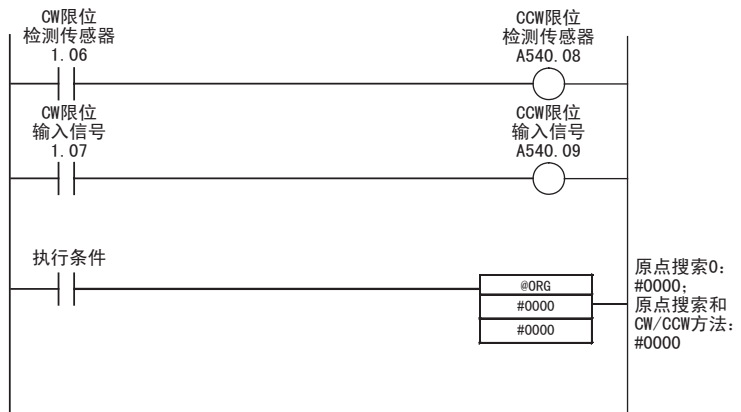 CW限位
检测传感器
1.06
CCW限位
检测传感器
A540.08
CW限位
输入信号
1.07
CCW限位
输入信号
A540.09
执行条件
@ORG
#0000
#0000
原点搜索0：
#0000；
原点搜索和
CW/CCW方法：
#0000